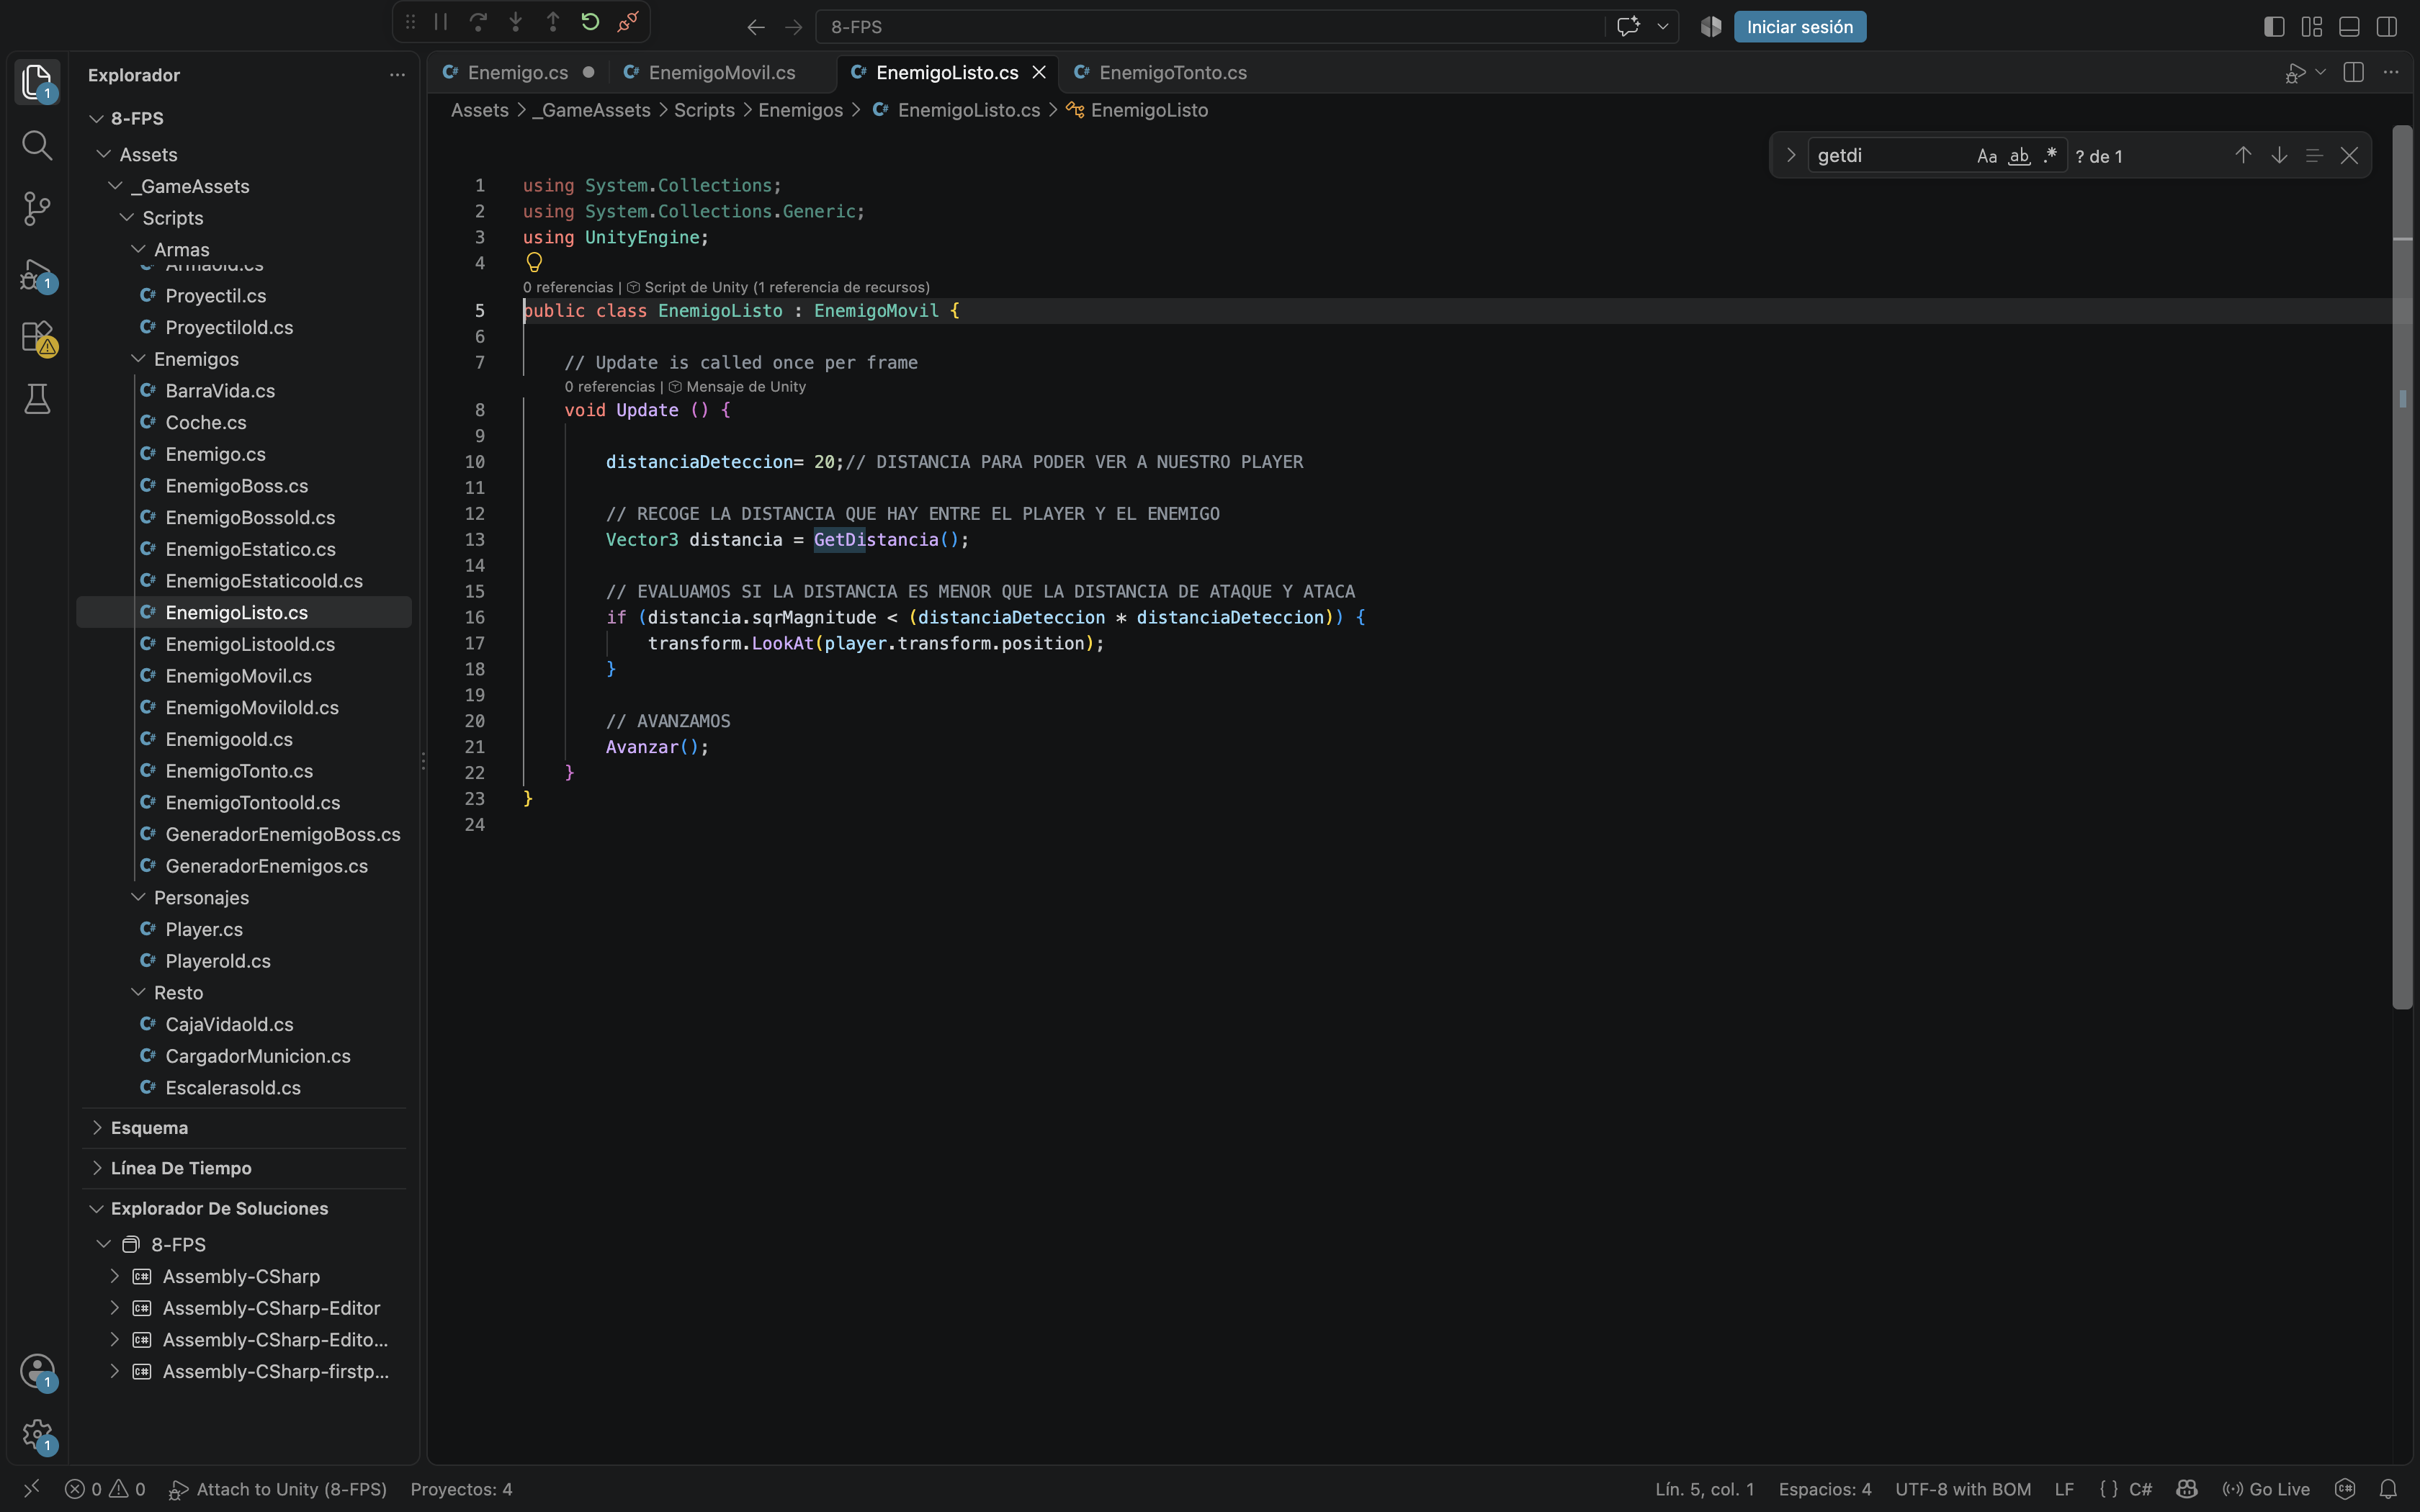 8-FPS
Iniciar sesión
Explorador
Enemigo.cs
EnemigoMovil.cs
EnemigoListo.cs
EnemigoTonto.cs
Assets > _GameAssets > Scripts > Enemigos > EnemigoListo.cs > EnemigoListo
getdi
Aa
ab
.*
? de 1
8-FPS
Assets
_GameAssets
Scripts
Armas
Armaold.cs
Proyectil.cs
Proyectilold.cs
Enemigos
BarraVida.cs
Coche.cs
Enemigo.cs
EnemigoBoss.cs
EnemigoBossold.cs
EnemigoEstatico.cs
EnemigoEstaticoold.cs
EnemigoListo.cs
EnemigoListoold.cs
EnemigoMovil.cs
EnemigoMovilold.cs
Enemigoold.cs
EnemigoTonto.cs
EnemigoTontoold.cs
GeneradorEnemigoBoss.cs
GeneradorEnemigos.cs
Personajes
Player.cs
Playerold.cs
Resto
CajaVidaold.cs
CargadorMunicion.cs
Escalerasold.cs
Esquema
Línea De Tiempo
Explorador De Soluciones
8-FPS
Assembly-CSharp
Assembly-CSharp-Editor
Assembly-CSharp-Edito...
Assembly-CSharp-firstp...
1 using System.Collections;
2 using System.Collections.Generic;
3 using UnityEngine;
4
0 referencias | Script de Unity (1 referencia de recursos)
5 public class EnemigoListo : EnemigoMovil {
6
7 // Update is called once per frame
0 referencias | Mensaje de Unity
8 void Update () {
9
10 distanciaDeteccion= 20;// DISTANCIA PARA PODER VER A NUESTRO PLAYER
11
12 // RECOGE LA DISTANCIA QUE HAY ENTRE EL PLAYER Y EL ENEMIGO
13 Vector3 distancia = GetDistancia();
14
15 // EVALUAMOS SI LA DISTANCIA ES MENOR QUE LA DISTANCIA DE ATAQUE Y ATACA
16 if (distancia.sqrMagnitude < (distanciaDeteccion * distanciaDeteccion)) {
17 transform.LookAt(player.transform.position);
18 }
19
20 // AVANZAMOS
21 Avanzar();
22 }
23 }
24
1
1
1
1
0 0
Attach to Unity (8-FPS)
Proyectos: 4
Lín. 5, col. 1
Espacios: 4
UTF-8 with BOM
LF
{ } C#
Go Live